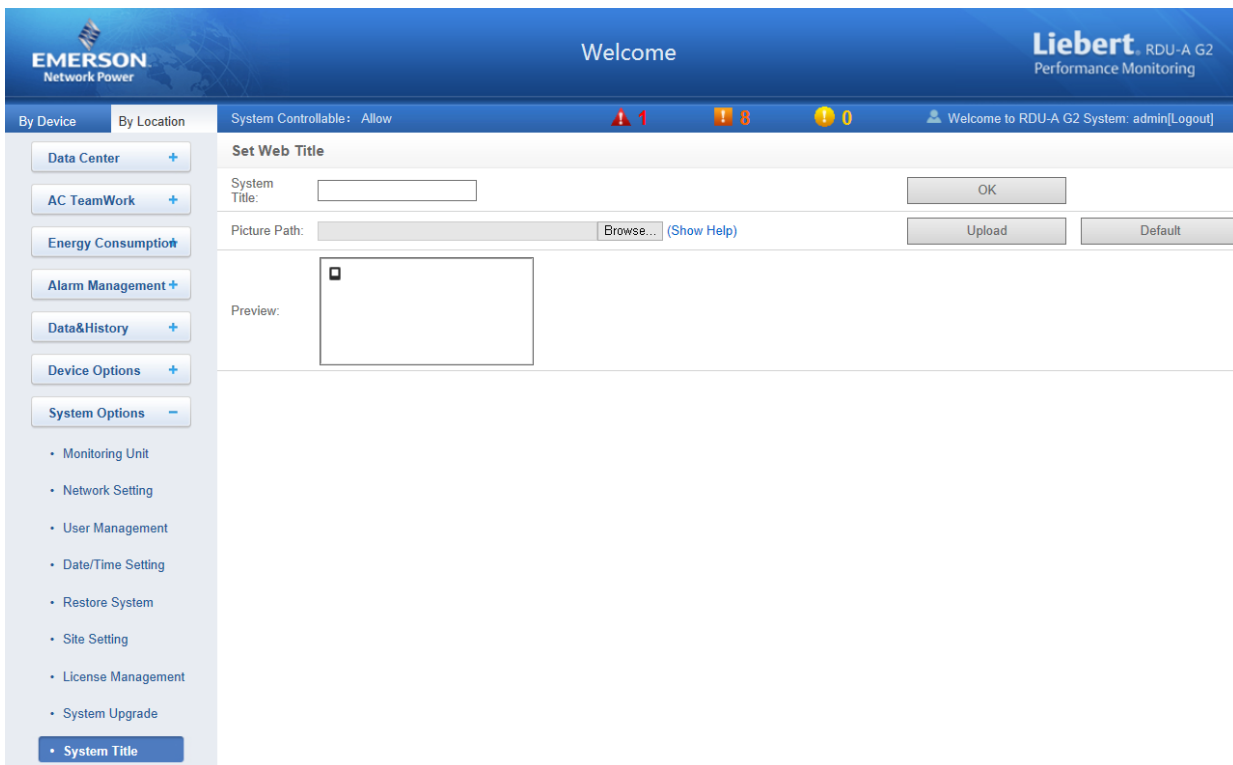 EMERSON.
Network Power
Welcome
Liebert® RDU-A G2
Performance Monitoring
By Device
By Location
System Controllable: Allow
1
8
0
Welcome to RDU-A G2 System: admin[Logout]
Data Center +
AC TeamWork +
Energy Consumption+
Alarm Management +
Data&History +
Device Options +
System Options −
• Monitoring Unit
• Network Setting
• User Management
• Date/Time Setting
• Restore System
• Site Setting
• License Management
• System Upgrade
• System Title
Set Web Title
System
Title:
OK
Picture Path:
Browse... (Show Help)
Upload
Default
Preview: